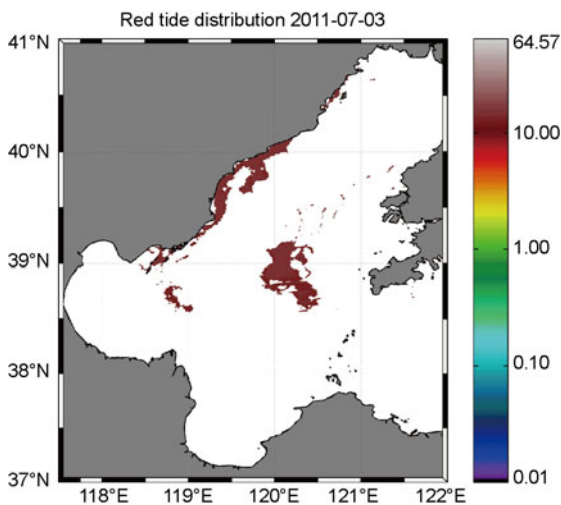 Red tide distribution 2011-07-03
41°N
40°N
39°N
38°N
37°N
118°E
119°E
120°E
121°E
122°E
64.57
10.00
1.00
0.10
0.01